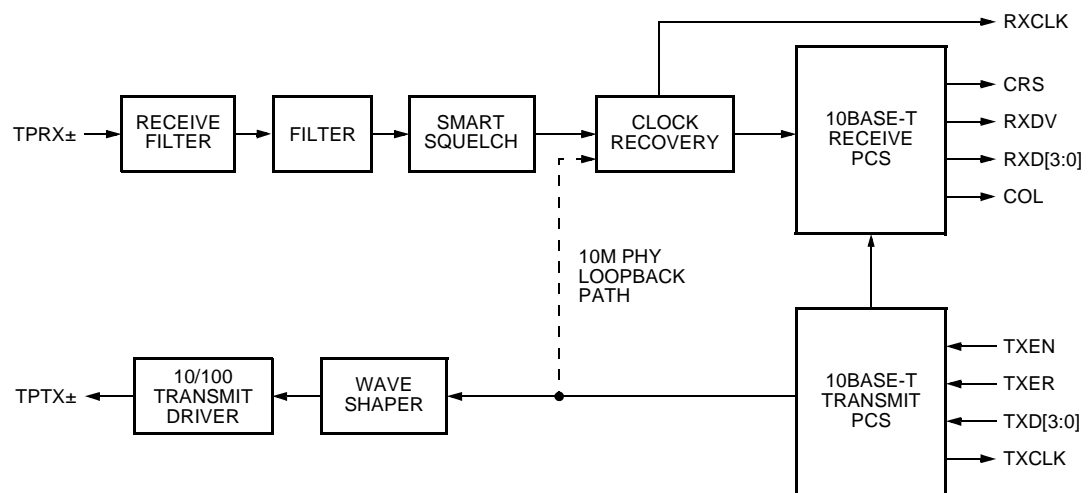 RXCLK
TPRX±
RECEIVE
FILTER
FILTER
SMART
SQUELCH
CLOCK
RECOVERY
10BASE-T
RECEIVE
PCS
CRS
RXDV
RXD[3:0]
COL
10M PHY
LOOPBACK
PATH
TPTX±
10/100
TRANSMIT
DRIVER
WAVE
SHAPER
10BASE-T
TRANSMIT
PCS
TXEN
TXER
TXD[3:0]
TXCLK